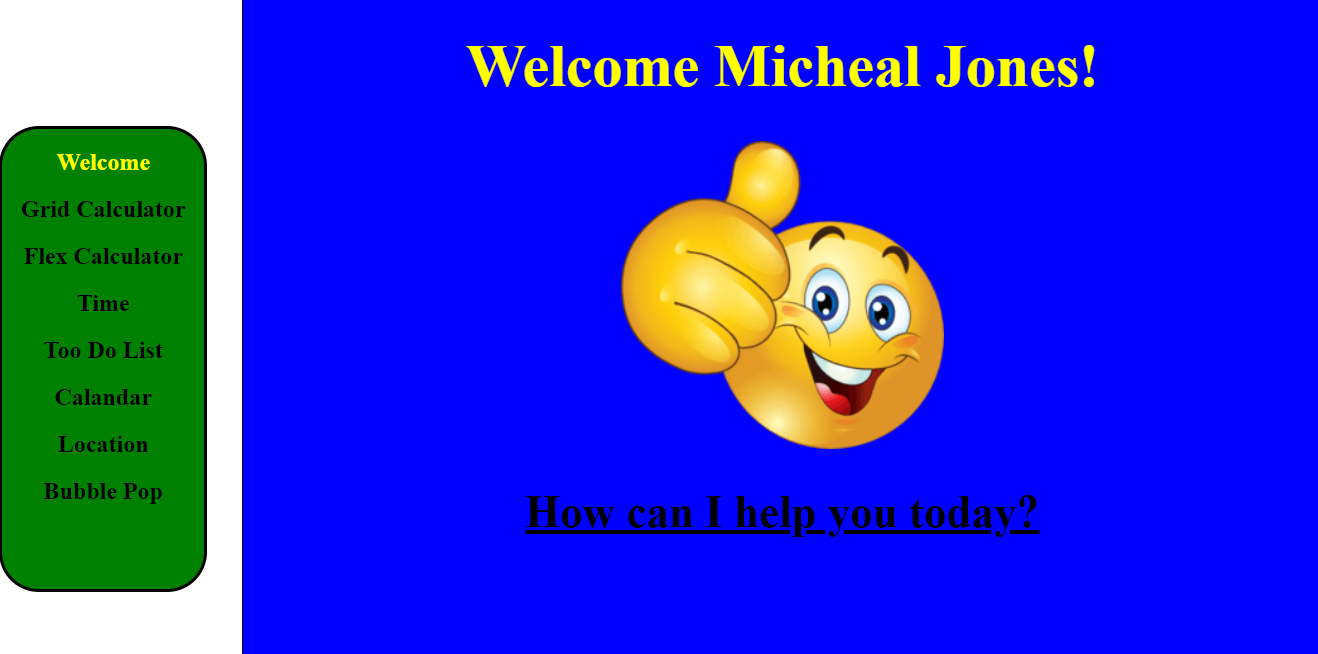 Welcome
Grid Calculator
Flex Calculator
Time
Too Do List
Calandar
Location
Bubble Pop
Welcome Micheal Jones!
How can I help you today?